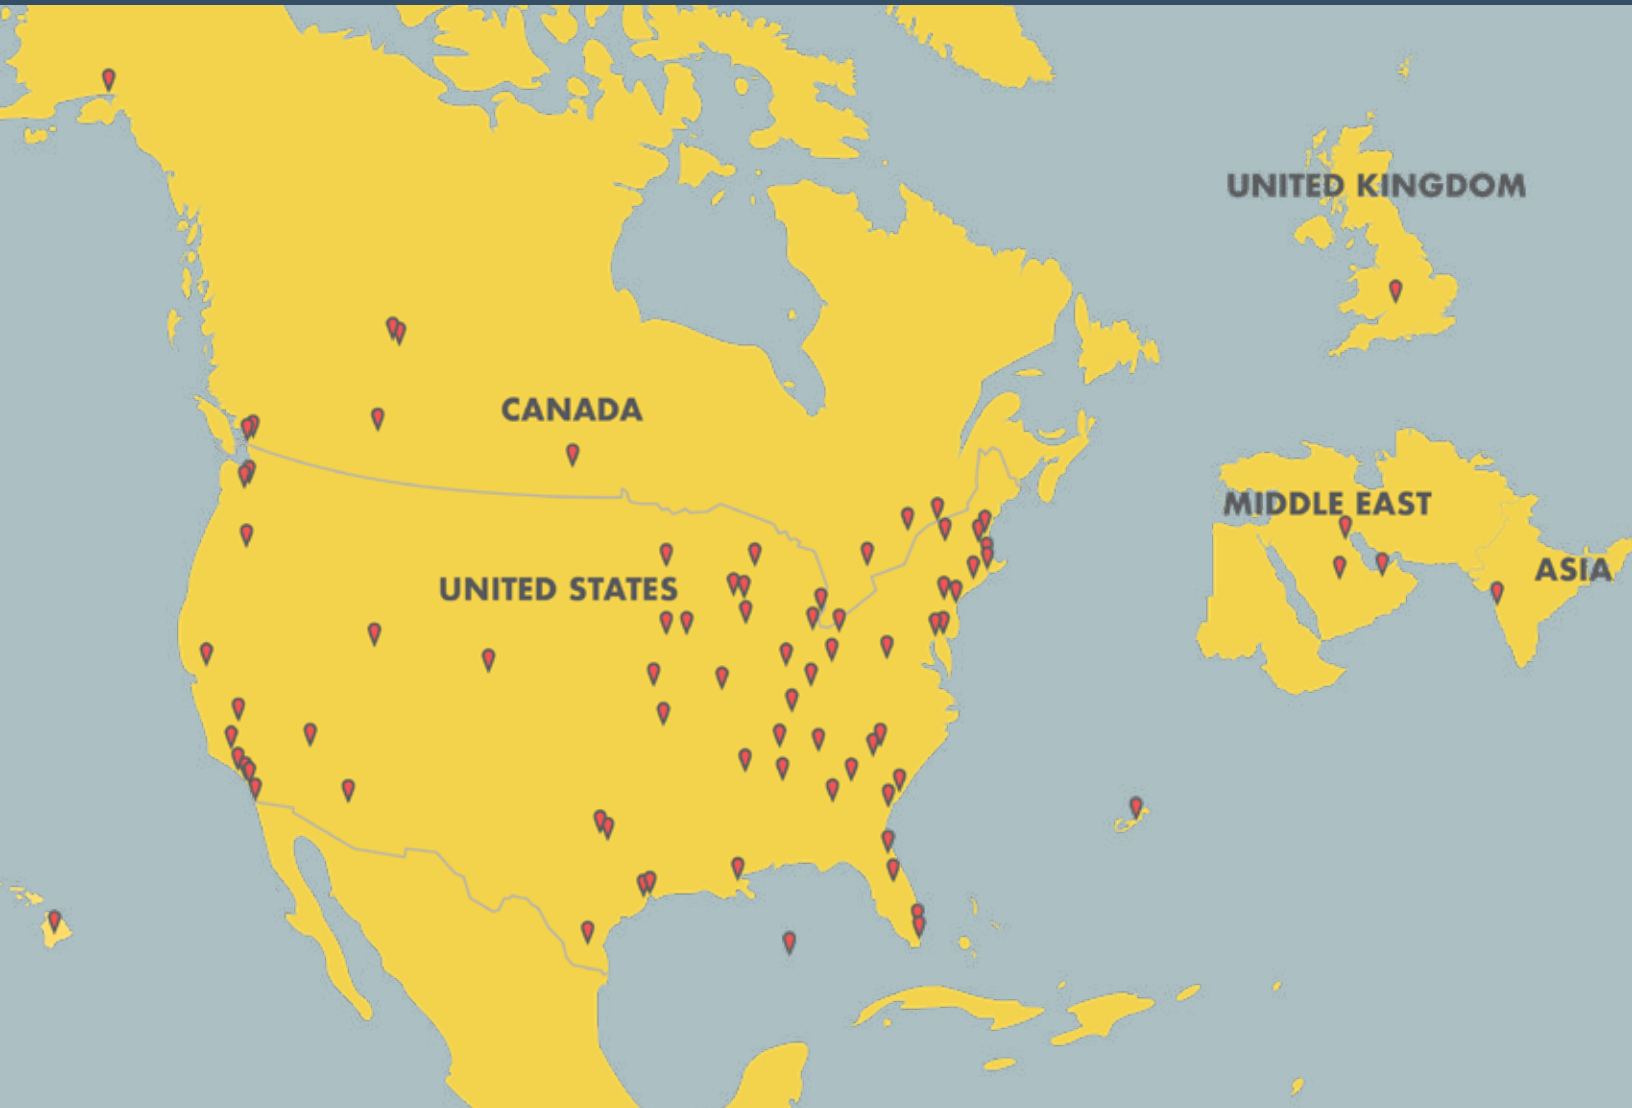 UNITED KINGDOM
CANADA
MIDDLE EAST
ASIA
UNITED STATES